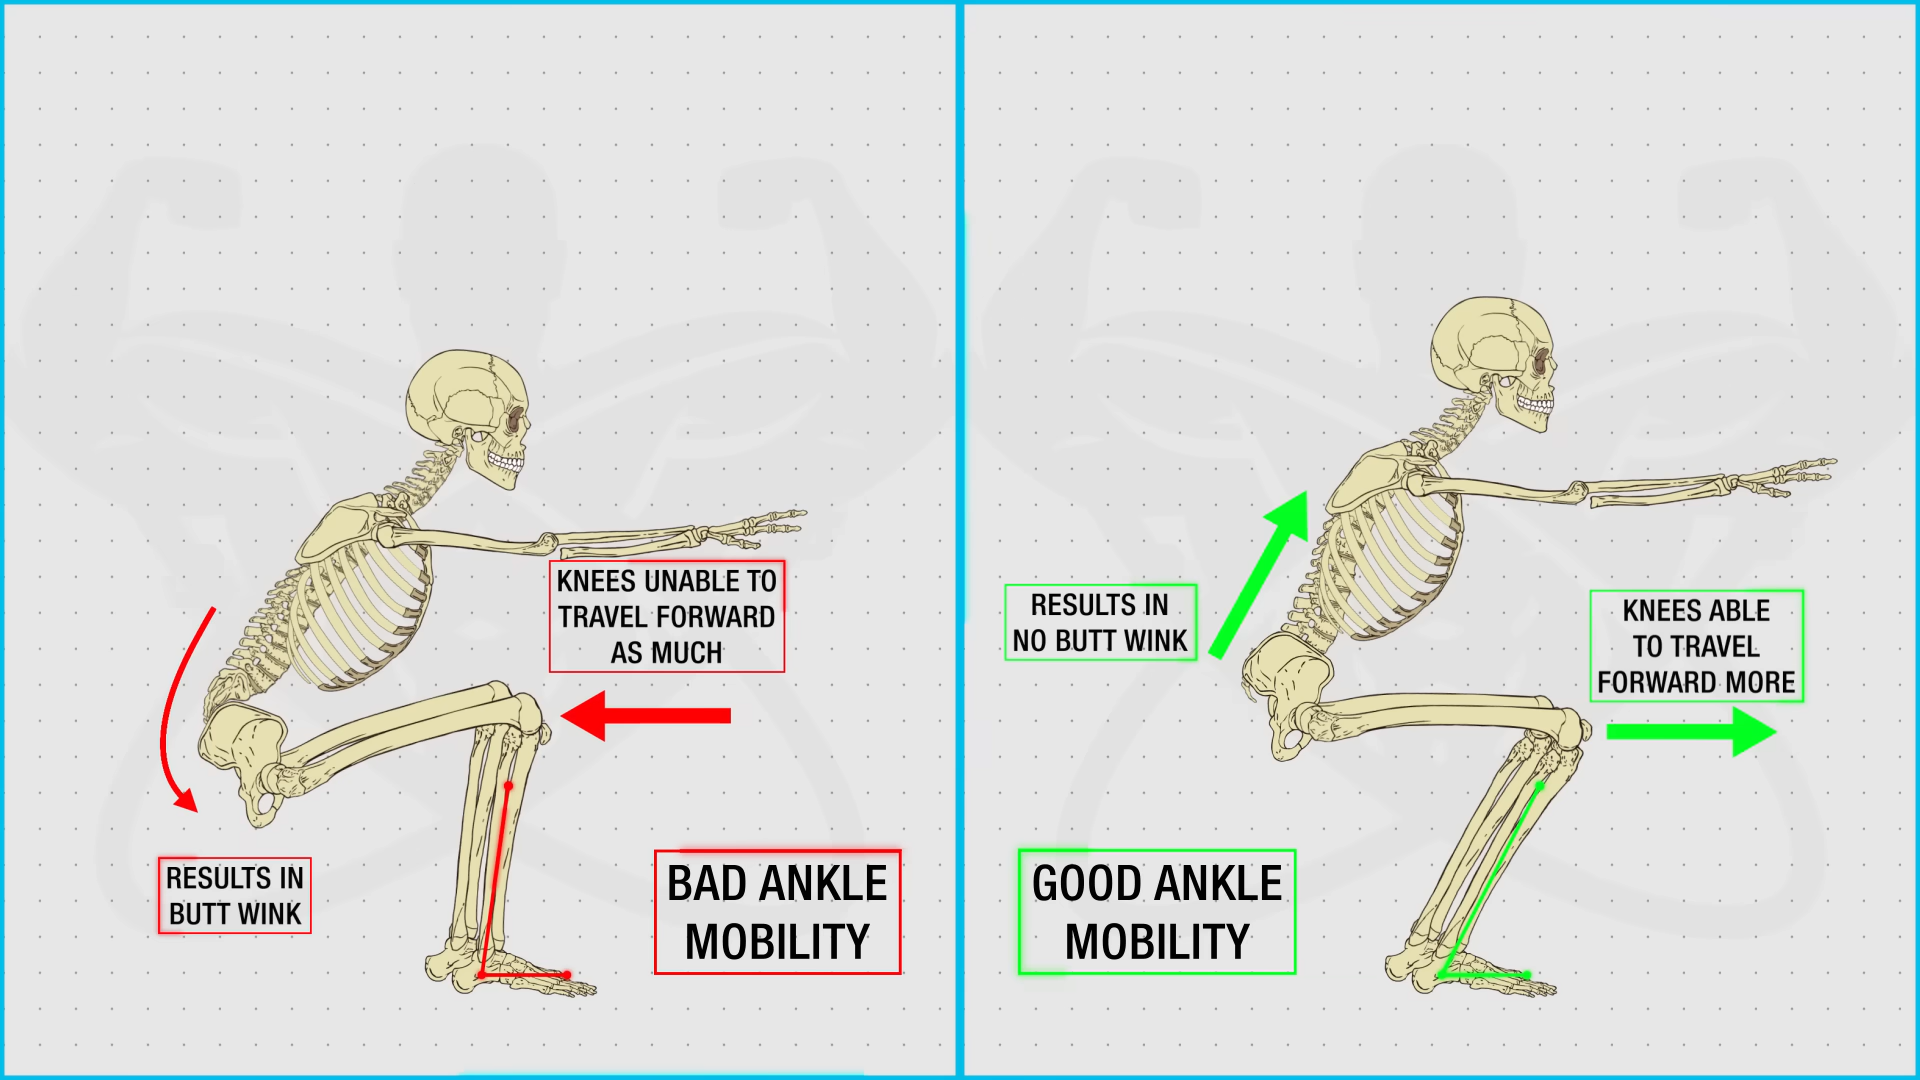 KNEES UNABLE TO
TRAVEL FORWARD
AS MUCH
RESULTS IN
BUTT WINK
BAD ANKLE
MOBILITY
RESULTS IN
NO BUTT WINK
KNEES ABLE
TO TRAVEL
FORWARD MORE
GOOD ANKLE
MOBILITY